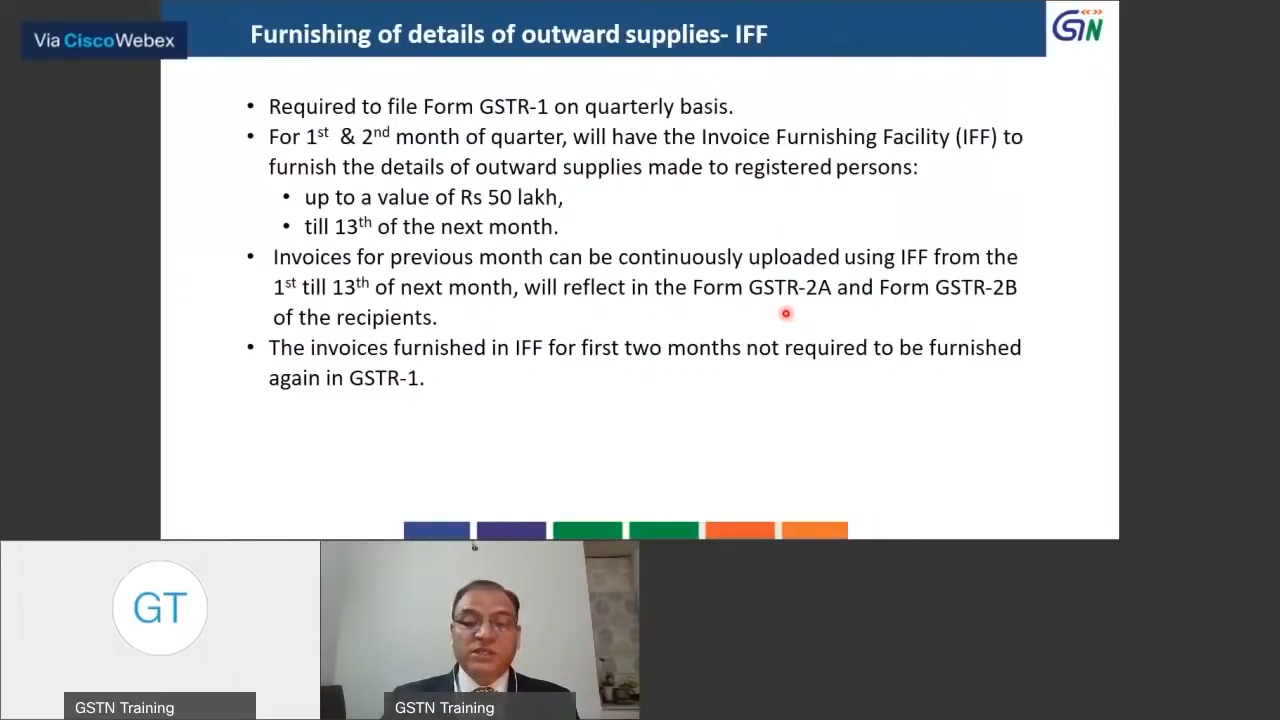 Via Cisco Webex
Furnishing of details of outward supplies- IFF
GSTN
• Required to file Form GSTR-1 on quarterly basis.
• For 1st & 2nd month of quarter, will have the Invoice Furnishing Facility (IFF) to
furnish the details of outward supplies made to registered persons:
• up to a value of Rs 50 lakh,
• till 13th of the next month.
• Invoices for previous month can be continuously uploaded using IFF from the
1st till 13th of next month, will reflect in the Form GSTR-2A and Form GSTR-2B
of the recipients.
• The invoices furnished in IFF for first two months not required to be furnished
again in GSTR-1.
GT
GSTN Training
GSTN Training